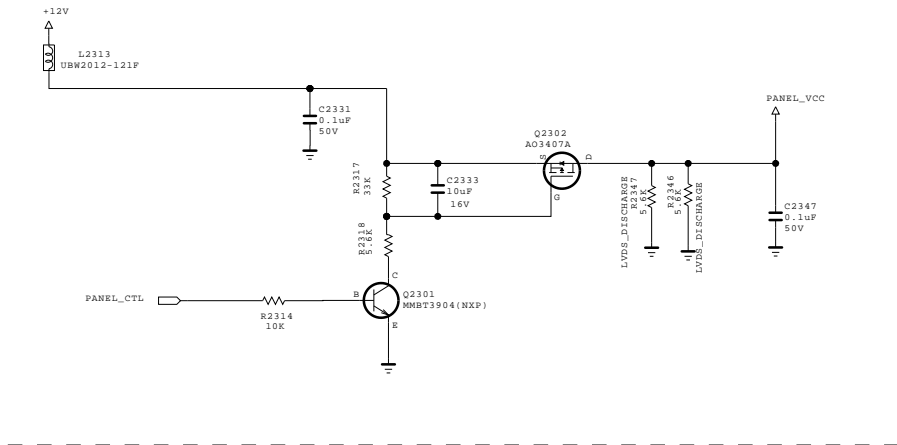 +12V
L2313
UBW2012-121F
C2331
0.1uF
50V
PANEL_VCC
Q2302
AO3407A
S
D
G
R2317
33K
C2333
10uF
16V
R2318
5.6K
LVDS_DISCHARGE
R2347
5.6K
R2346
5.6K
LVDS_DISCHARGE
C2347
0.1uF
50V
C
B
E
Q2301
MMBT3904(NXP)
PANEL_CTL
R2314
10K